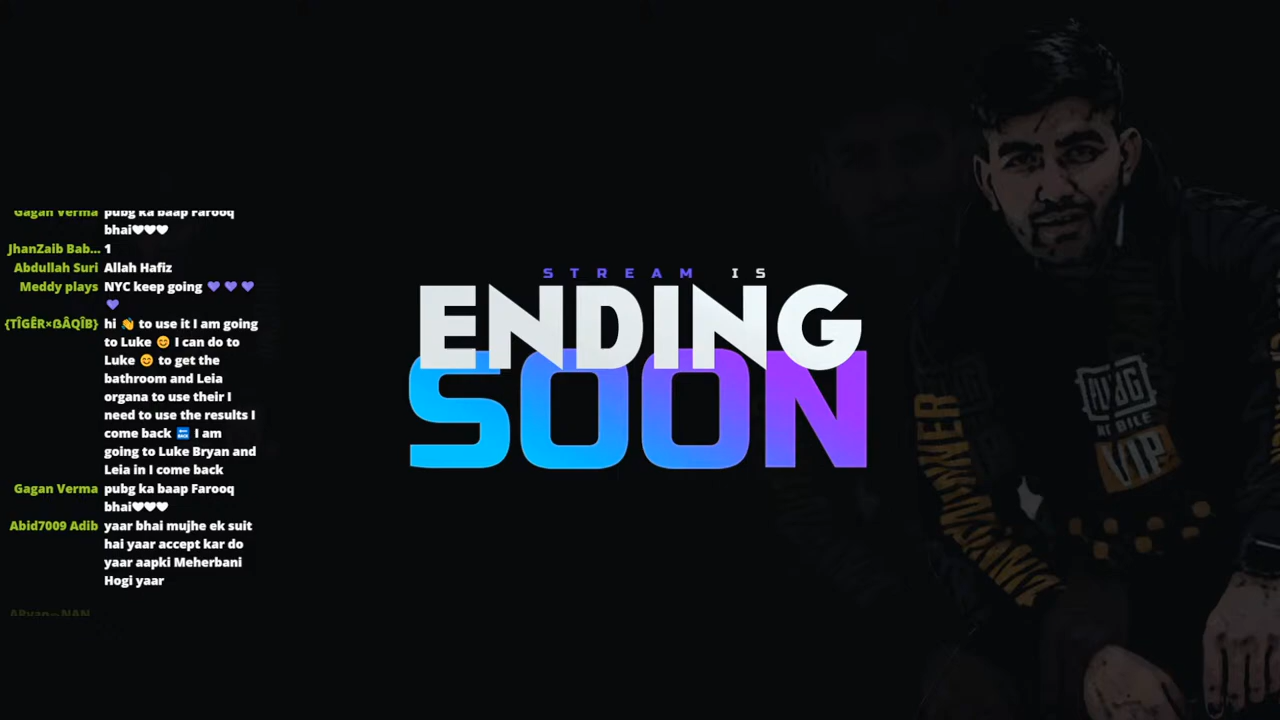 Gagan Verma pubg ka baap Farooq
bhai🤍🤍🤍
JhanZaib Bab... 1
Abdullah Suri Allah Hafiz
Meddy plays NYC keep going 💜 💜 💜
💜
{TÎGÊR×ẞÂQÎB} hi 👋 to use it I am going
to Luke 😊 I can do to
Luke 😊 to get the
bathroom and Leia
organa to use their I
need to use the results I
come back 🔙 I am
going to Luke Bryan and
Leia in I come back
Gagan Verma pubg ka baap Farooq
bhai🤍🤍🤍
Abid7009 Adib yaar bhai mujhe ek suit
hai yaar accept kar do
yaar aapki Meherbani
Hogi yaar
STREAM IS
ENDING
SOON
PUBG
MOBILE
VIP